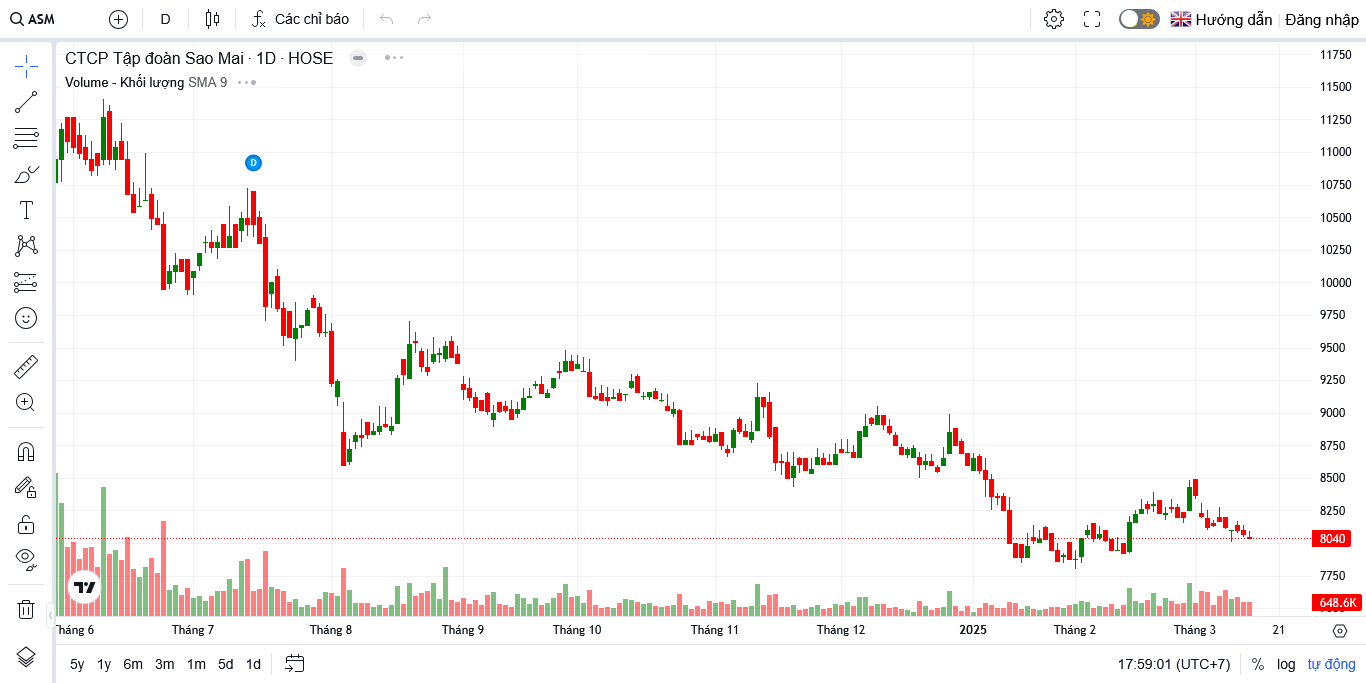 ASM D Các chỉ báo Hướng dẫn Đăng nhập
CTCP Tập đoàn Sao Mai · 1D · HOSE
Volume - Khối lượng SMA 9
D
11750
11500
11250
11000
10750
10500
10250
10000
9750
9500
9250
9000
8750
8500
8250
8040
7750
648.6K
Tháng 6 Tháng 7 Tháng 8 Tháng 9 Tháng 10 Tháng 11 Tháng 12 2025 Tháng 2 Tháng 3 21
5y 1y 6m 3m 1m 5d 1d 17:59:01 (UTC+7) % log tự động